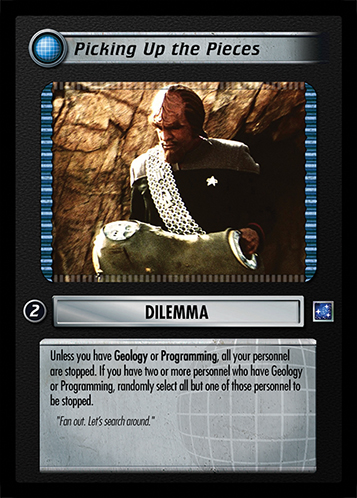 Picking Up the Pieces
2
DILEMMA
Unless you have Geology or Programming, all your personnel
are stopped. If you have two or more personnel who have Geology
or Programming, randomly select all but one of those personnel to
be stopped.
"Fan out. Let's search around."